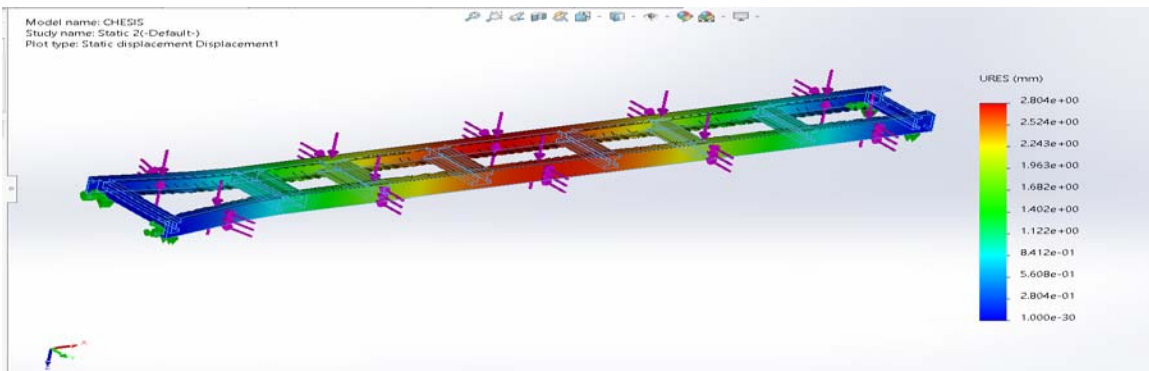 Model name: CHESIS
Study name: Static 2(-Default-)
Plot type: Static displacement Displacement1
URES (mm)
2.804e+00
2.524e+00
2.243e+00
1.963e+00
1.682e+00
1.402e+00
1.122e+00
8.412e-01
5.608e-01
2.804e-01
1.000e-30